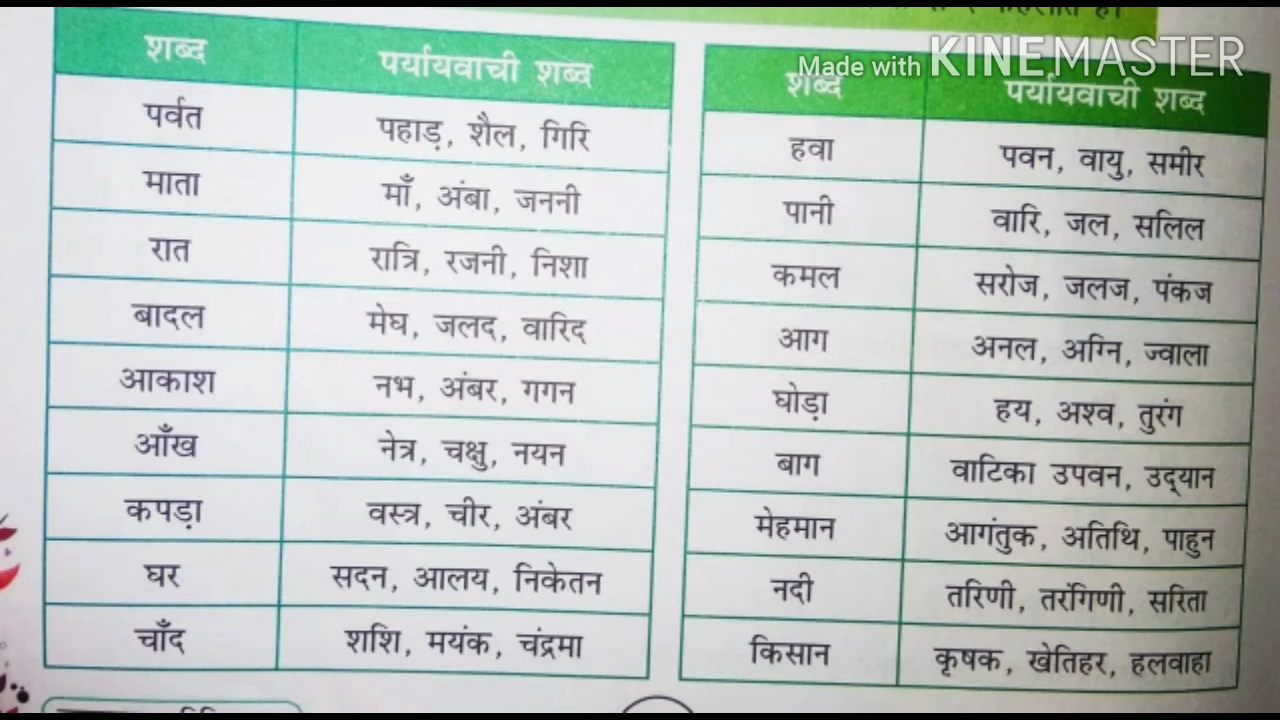 Made with KINEMASTER
शब्द पर्यायवाची शब्द
पर्वत पहाड़, शैल, गिरि
माता माँ, अंबा, जननी
रात रात्रि, रजनी, निशा
बादल मेघ, जलद, वारिद
आकाश नभ, अंबर, गगन
आँख नेत्र, चक्षु, नयन
कपड़ा वस्त्र, चीर, अंबर
घर सदन, आलय, निकेतन
चाँद शशि, मयंक, चंद्रमा
शब्द पर्यायवाची शब्द
हवा पवन, वायु, समीर
पानी वारि, जल, सलिल
कमल सरोज, जलज, पंकज
आग अनल, अग्नि, ज्वाला
घोड़ा हय, अश्व, तुरंग
बाग वाटिका उपवन, उद्‌यान
मेहमान आगंतुक, अतिथि, पाहुन
नदी तरिणी, तरंगिणी, सरिता
किसान कृषक, खेतिहर, हलवाहा